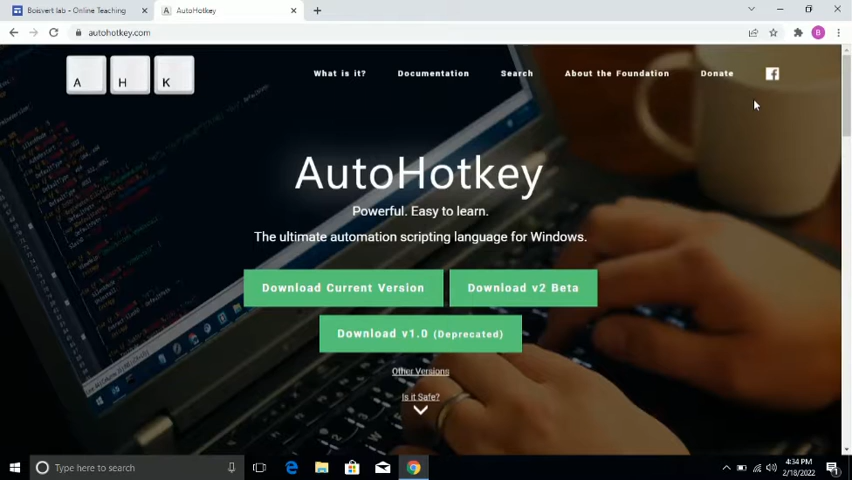 Boisvert lab - Online Teaching
AutoHotkey
autohotkey.com
B
A H K
What is it? Documentation Search About the Foundation Donate
AutoHotkey
Powerful. Easy to learn.
The ultimate automation scripting language for Windows.
Download Current Version Download v2 Beta
Download v1.0 (Deprecated)
Other Versions
Is it Safe?
Type here to search
4:34 PM
2/18/2022